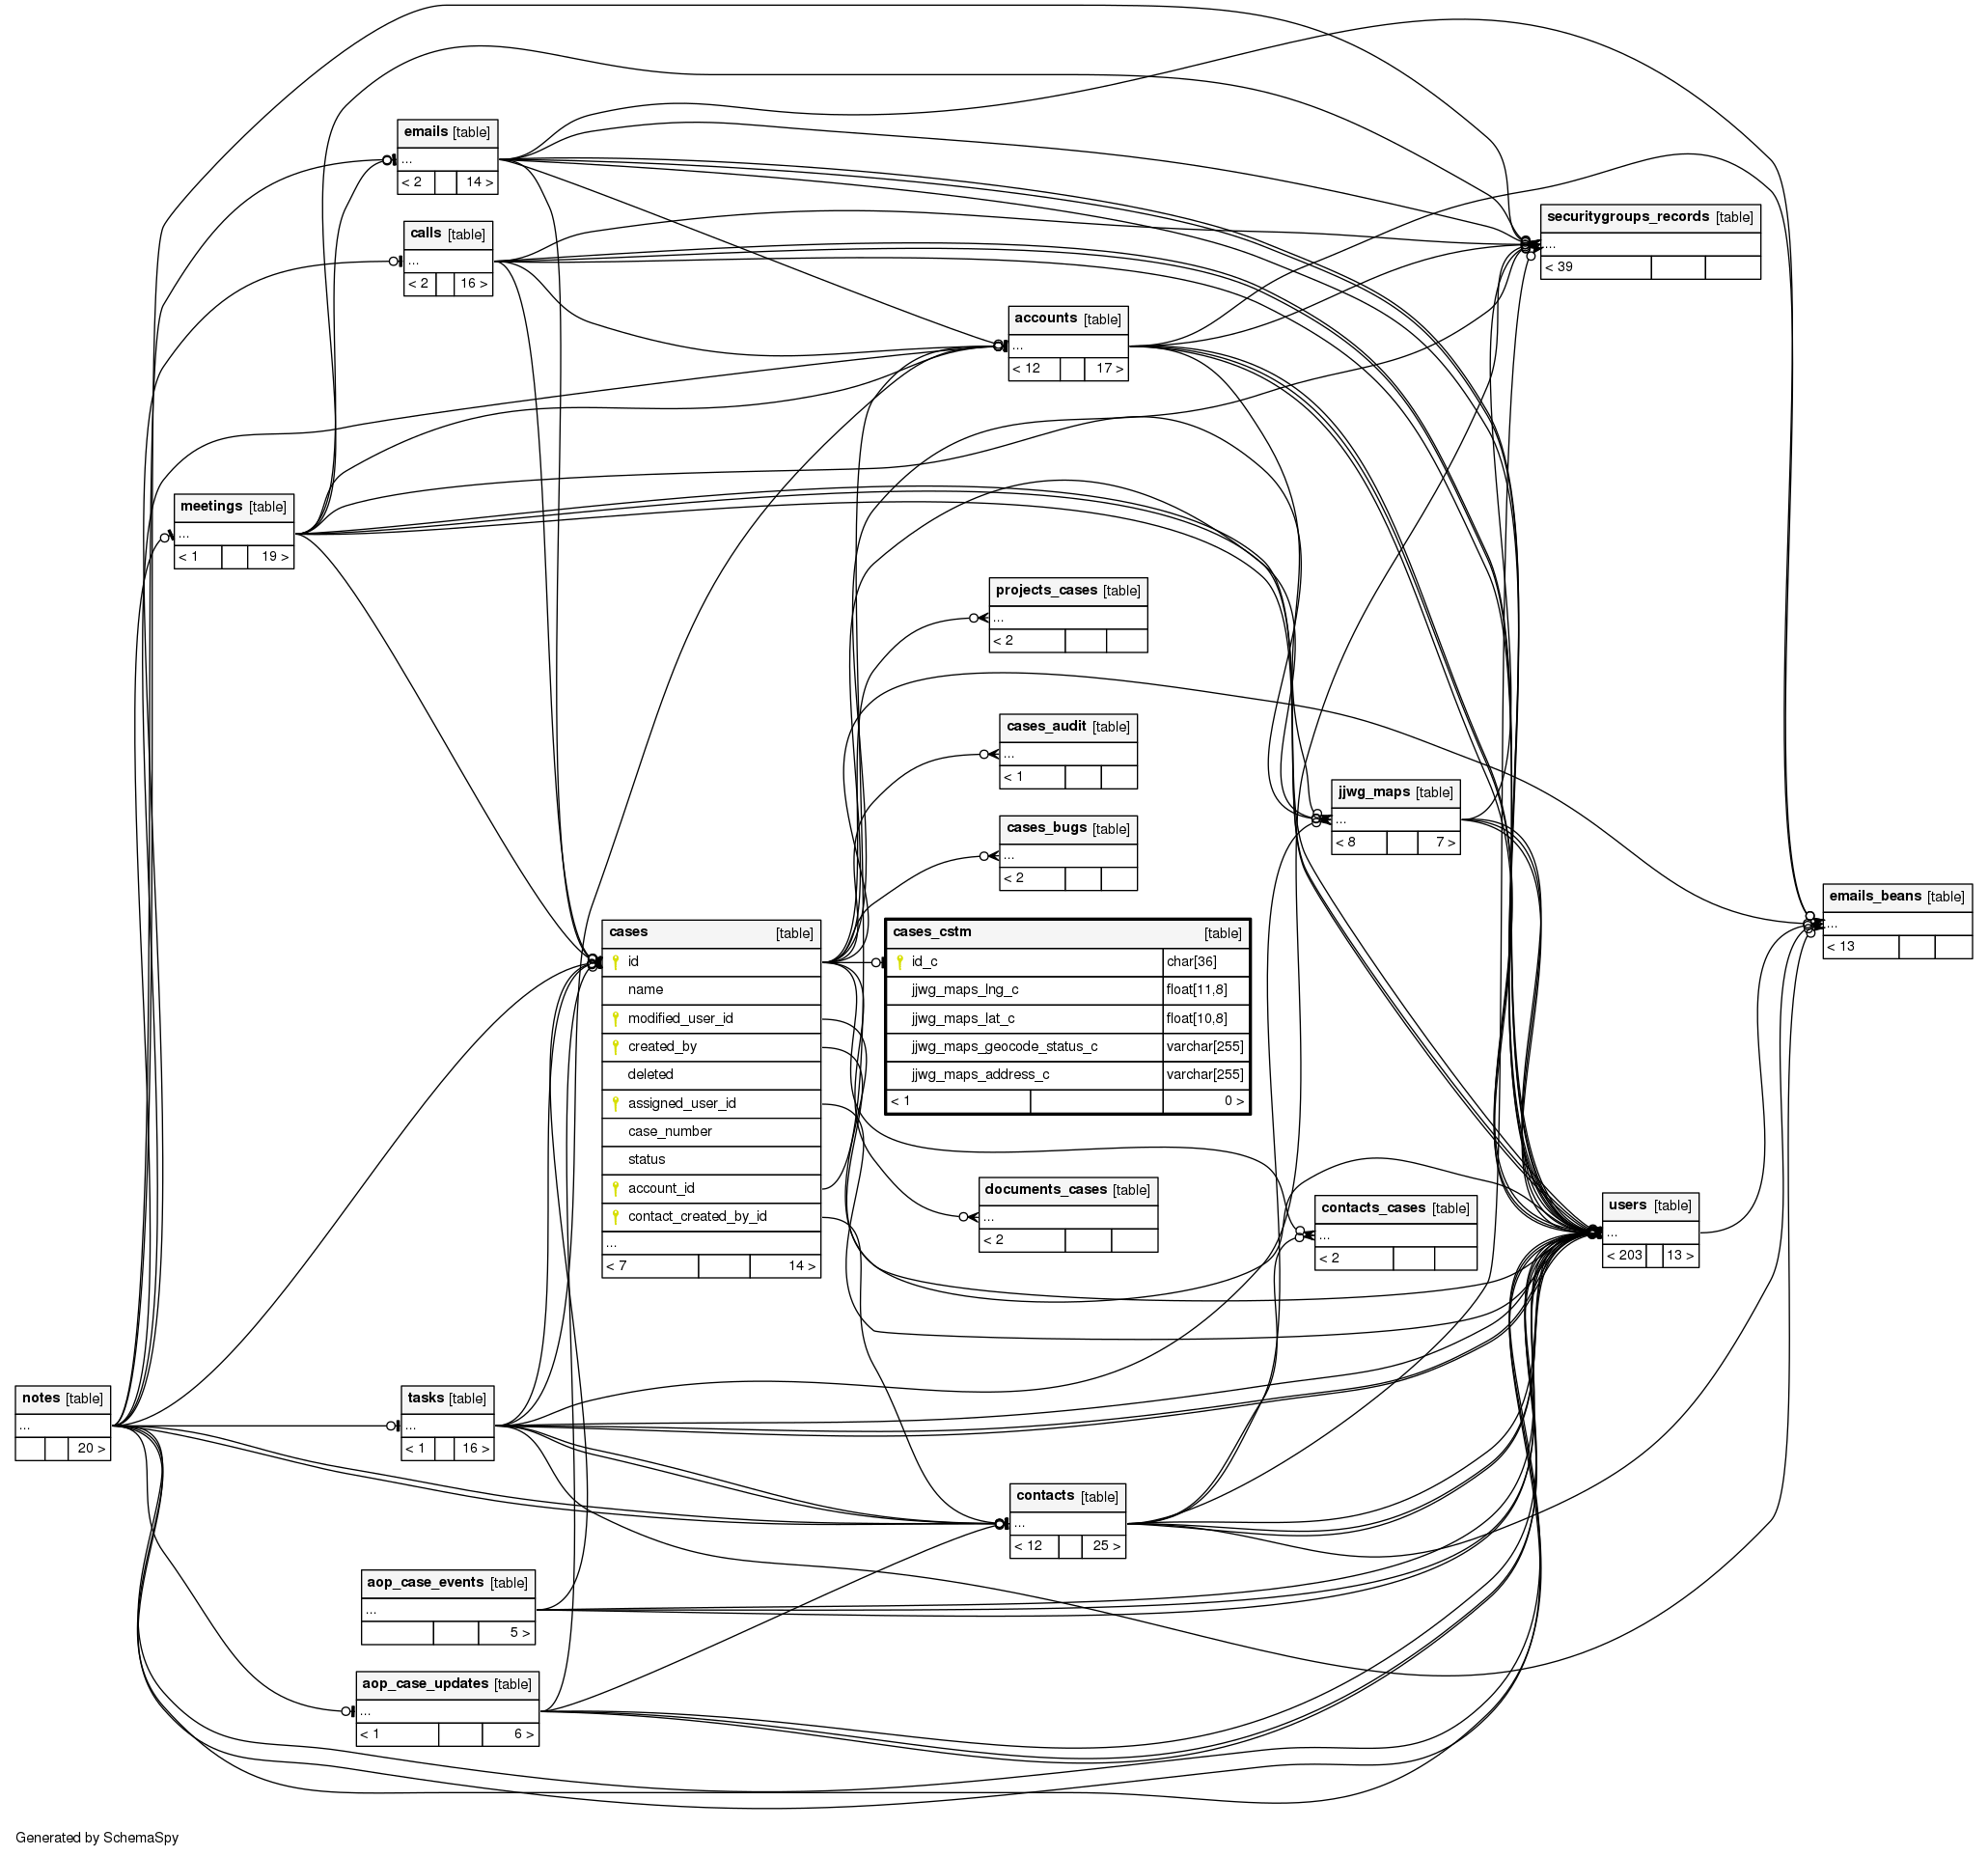 emails [table]
...
< 2 14 >
calls [table]
...
< 2 16 >
securitygroups_records [table]
...
< 39
accounts [table]
...
< 12 17 >
meetings [table]
...
< 1 19 >
projects_cases [table]
...
< 2
cases_audit [table]
...
< 1
jjwg_maps [table]
...
< 8 7 >
cases_bugs [table]
...
< 2
emails_beans [table]
...
< 13
cases [table]
id
name
modified_user_id
created_by
deleted
assigned_user_id
case_number
status
account_id
contact_created_by_id
...
< 7 14 >
cases_cstm [table]
id_c char[36]
jjwg_maps_lng_c float[11,8]
jjwg_maps_lat_c float[10,8]
jjwg_maps_geocode_status_c varchar[255]
jjwg_maps_address_c varchar[255]
< 1 0 >
documents_cases [table]
...
< 2
contacts_cases [table]
...
< 2
users [table]
...
< 203 13 >
notes [table]
...
20 >
tasks [table]
...
< 1 16 >
contacts [table]
...
< 12 25 >
aop_case_events [table]
...
5 >
aop_case_updates [table]
...
< 1 6 >
Generated by SchemaSpy